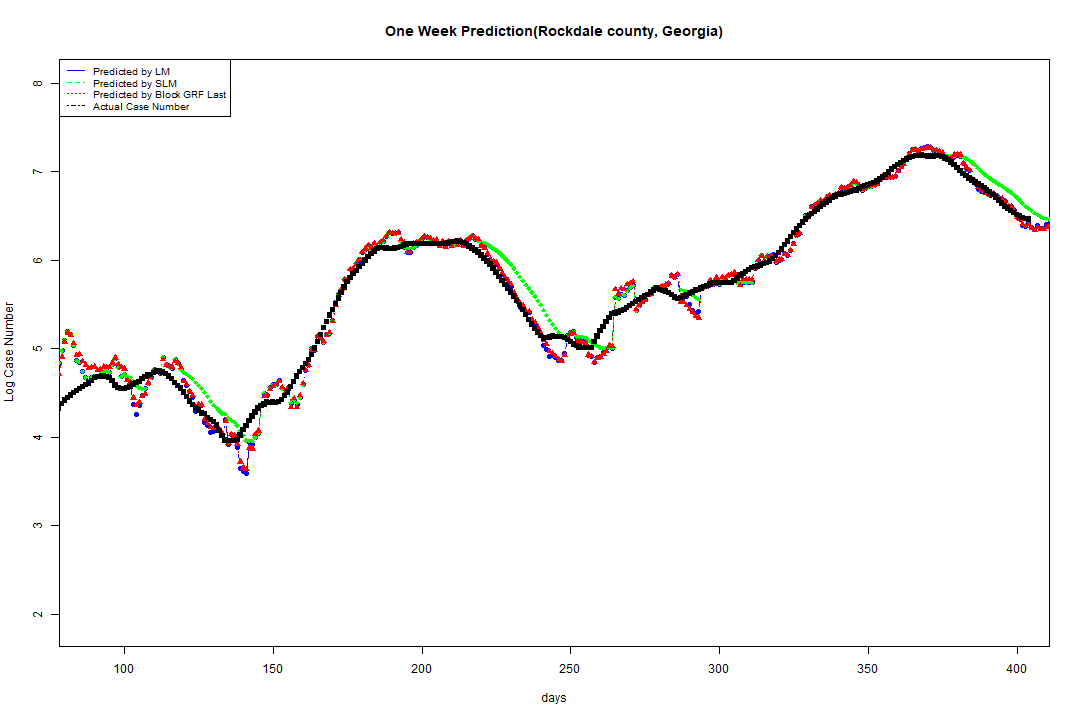 One Week Prediction(Rockdale county, Georgia)
Predicted by LM
Predicted by SLM
Predicted by Block GRF Last
Actual Case Number
8
7
6
5
4
3
2
Log Case Number
100 150 200 250 300 350 400
days